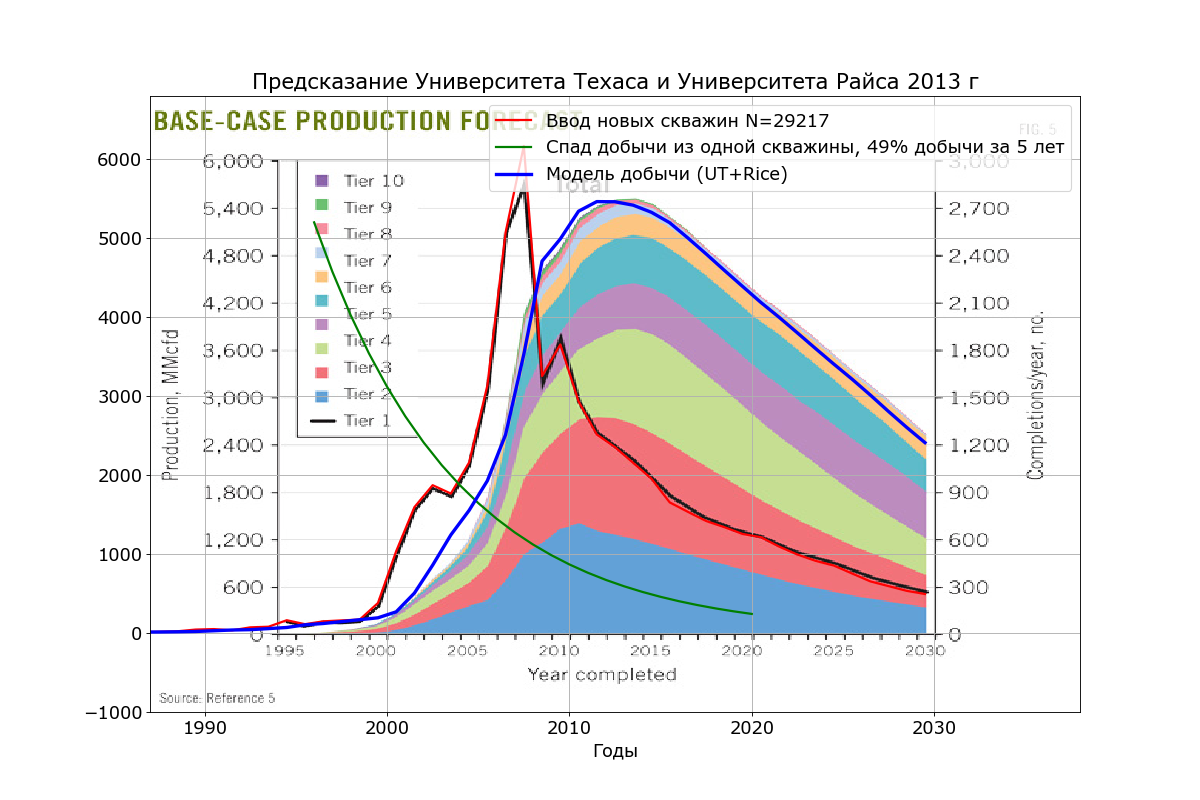 Предсказание Университета Техаса и Университета Райса 2013 г
BASE-CASE PRODUCTION FORECAST
FIG. 5
Ввод новых скважин N=29217
Спад добычи из одной скважины, 49% добычи за 5 лет
Модель добычи (UT+Rice)
Total
6000
5000
4000
3000
2000
1000
0
−1000
Production, MMcfd
6,000
5,400
4,800
4,200
3,600
3,000
2,400
1,800
1,200
600
0
Tier 10
Tier 9
Tier 8
Tier 7
Tier 6
Tier 5
Tier 4
Tier 3
Tier 2
Tier 1
3,000
2,700
2,400
2,100
1,800
1,500
1,200
900
600
300
0
Completions/year, no.
1995 2000 2005 2010 2015 2020 2025 2030
Year completed
Source: Reference 5
1990 2000 2010 2020 2030
Годы